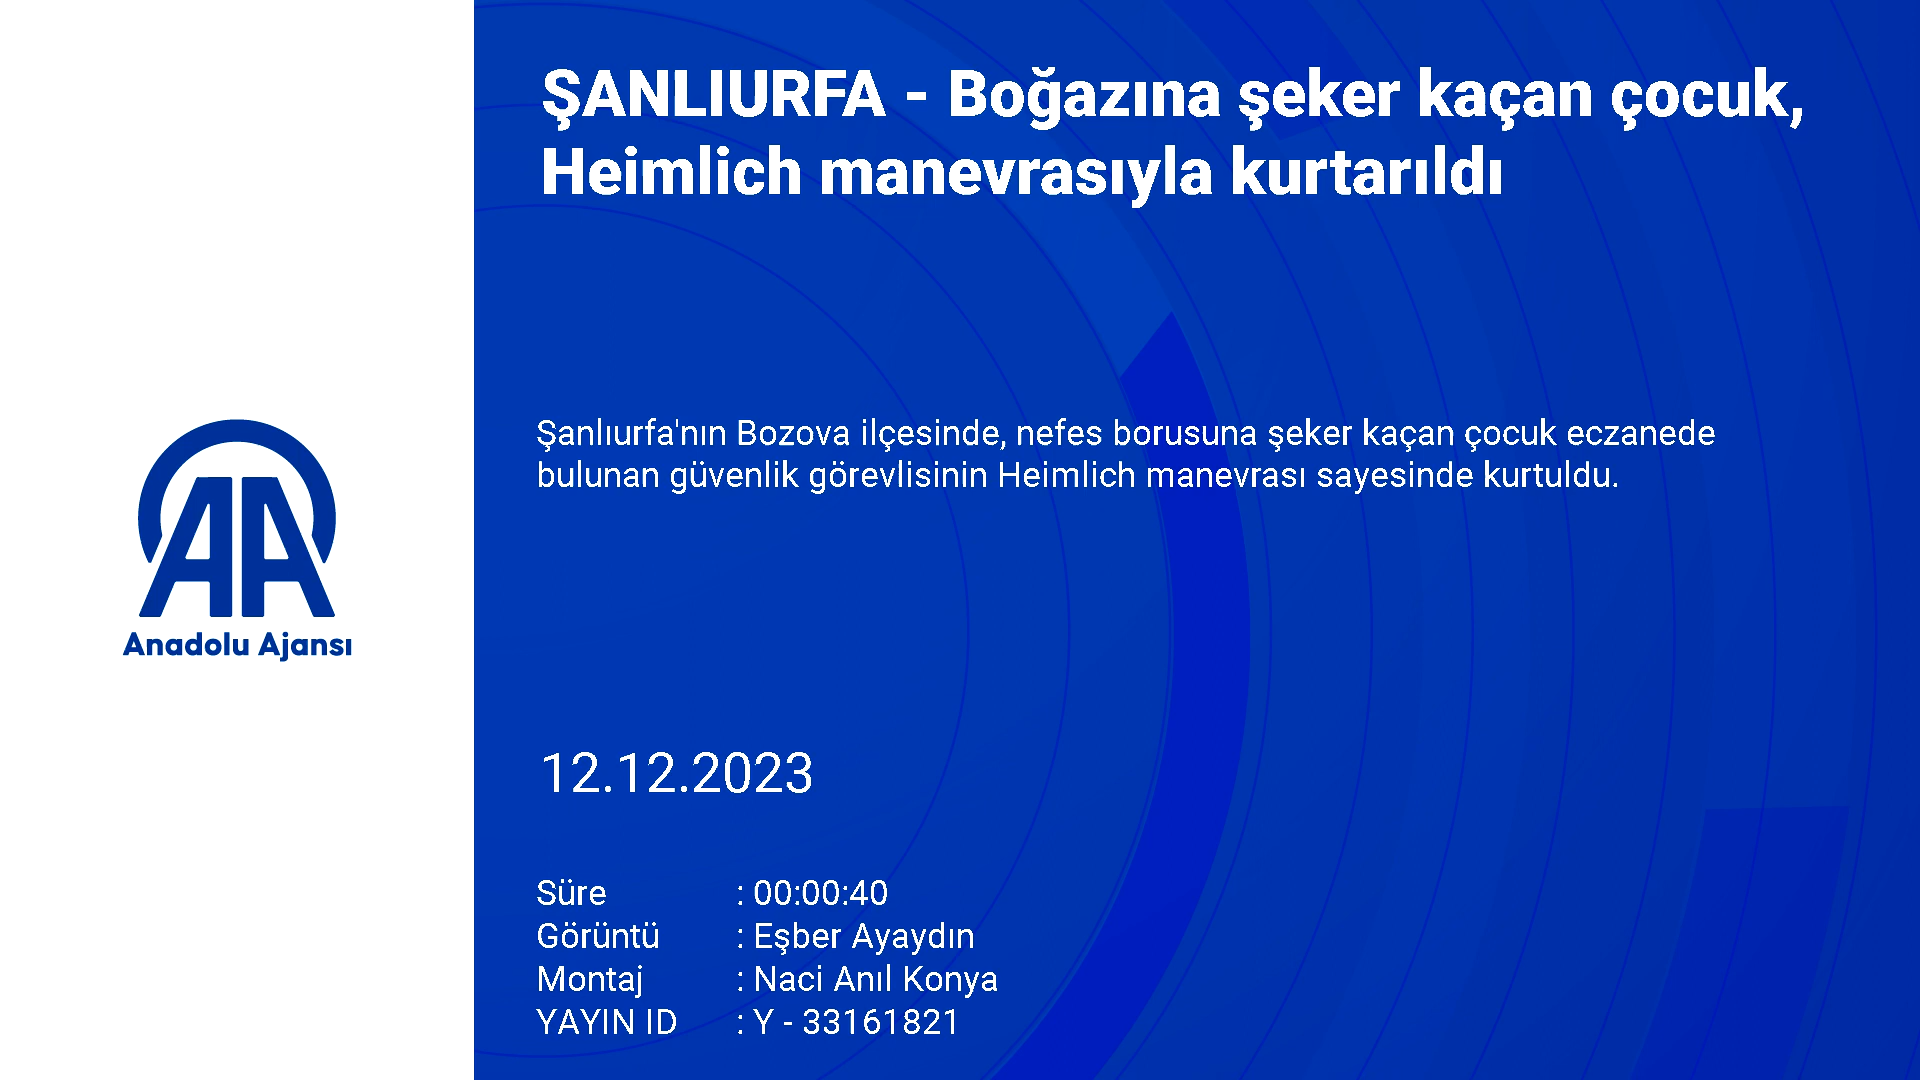 ŞANLIURFA - Boğazına şeker kaçan çocuk,
Heimlich manevrasıyla kurtarıldı
Şanlıurfa'nın Bozova ilçesinde, nefes borusuna şeker kaçan çocuk eczanede
bulunan güvenlik görevlisinin Heimlich manevrası sayesinde kurtuldu.
AA
Anadolu Ajansı
12.12.2023
Süre : 00:00:40
Görüntü : Eşber Ayaydın
Montaj : Naci Anıl Konya
YAYIN ID : Y - 33161821